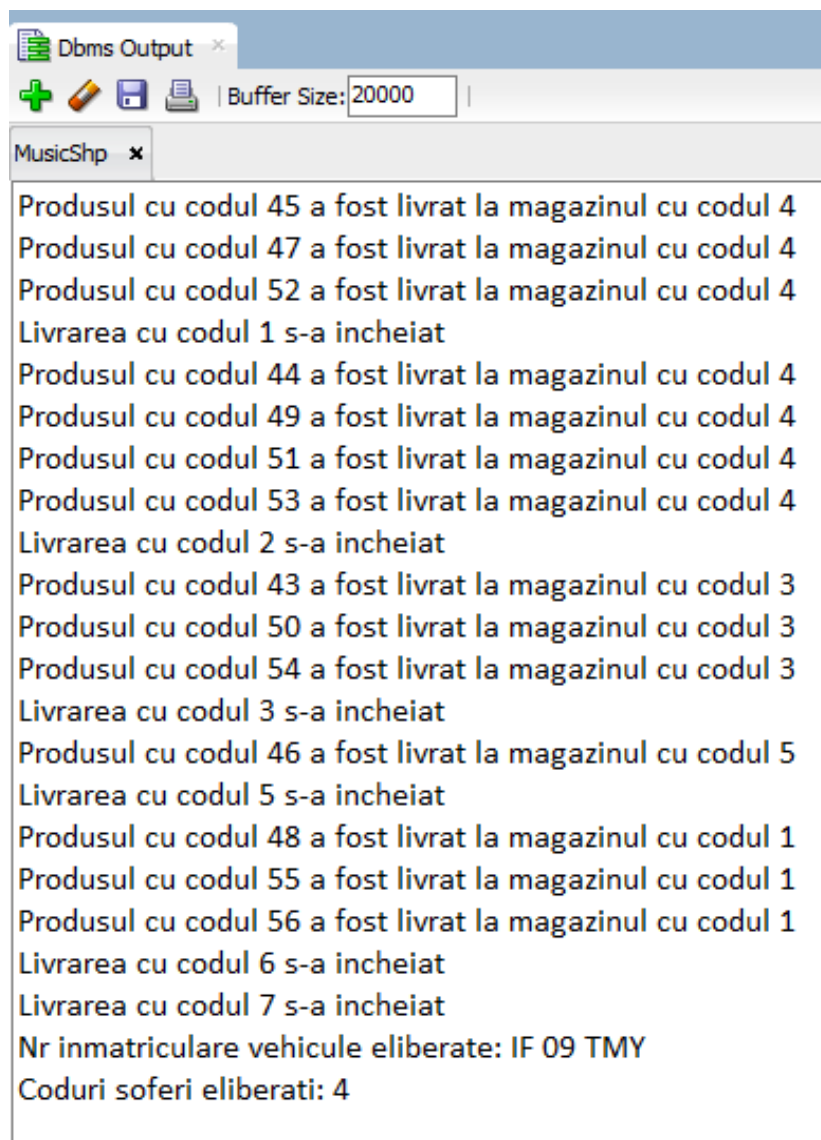 Dbms Output
Buffer Size: 20000
MusicShp
Produsul cu codul 45 a fost livrat la magazinul cu codul 4
Produsul cu codul 47 a fost livrat la magazinul cu codul 4
Produsul cu codul 52 a fost livrat la magazinul cu codul 4
Livrarea cu codul 1 s-a incheiat
Produsul cu codul 44 a fost livrat la magazinul cu codul 4
Produsul cu codul 49 a fost livrat la magazinul cu codul 4
Produsul cu codul 51 a fost livrat la magazinul cu codul 4
Produsul cu codul 53 a fost livrat la magazinul cu codul 4
Livrarea cu codul 2 s-a incheiat
Produsul cu codul 43 a fost livrat la magazinul cu codul 3
Produsul cu codul 50 a fost livrat la magazinul cu codul 3
Produsul cu codul 54 a fost livrat la magazinul cu codul 3
Livrarea cu codul 3 s-a incheiat
Produsul cu codul 46 a fost livrat la magazinul cu codul 5
Livrarea cu codul 5 s-a incheiat
Produsul cu codul 48 a fost livrat la magazinul cu codul 1
Produsul cu codul 55 a fost livrat la magazinul cu codul 1
Produsul cu codul 56 a fost livrat la magazinul cu codul 1
Livrarea cu codul 6 s-a incheiat
Livrarea cu codul 7 s-a incheiat
Nr inmatriculare vehicule eliberate: IF 09 TMY
Coduri soferi eliberati: 4